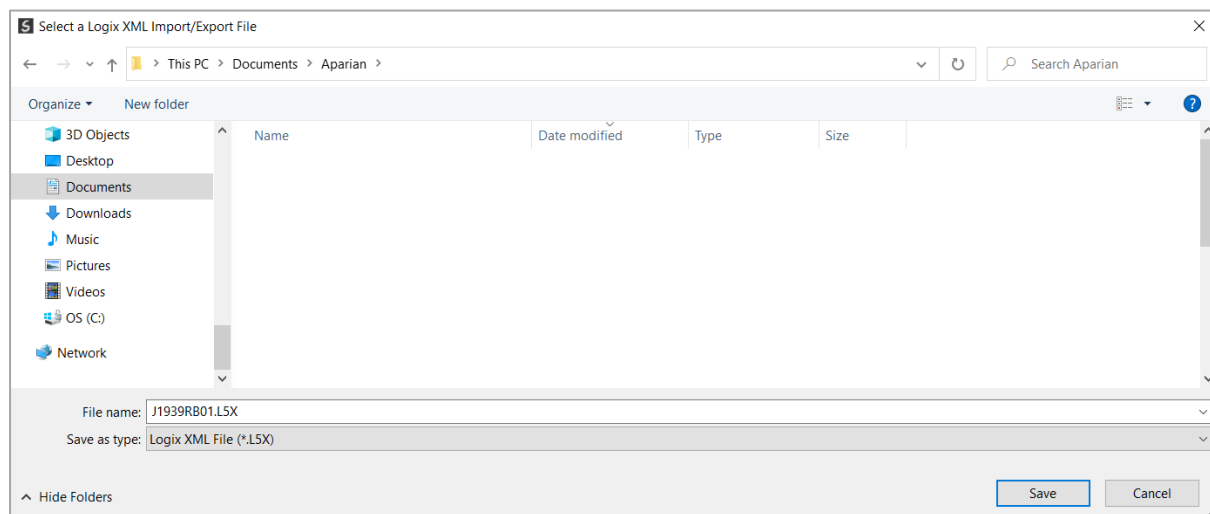 Select a Logix XML Import/Export File
This PC > Documents > Aparian >
Search Aparian
Organize New folder
?
Name Date modified Type Size
3D Objects
Desktop
Documents
Downloads
Music
Pictures
Videos
OS (C:)
Network
File name: J1939RB01.L5X
Save as type: Logix XML File (*.L5X)
Hide Folders Save Cancel